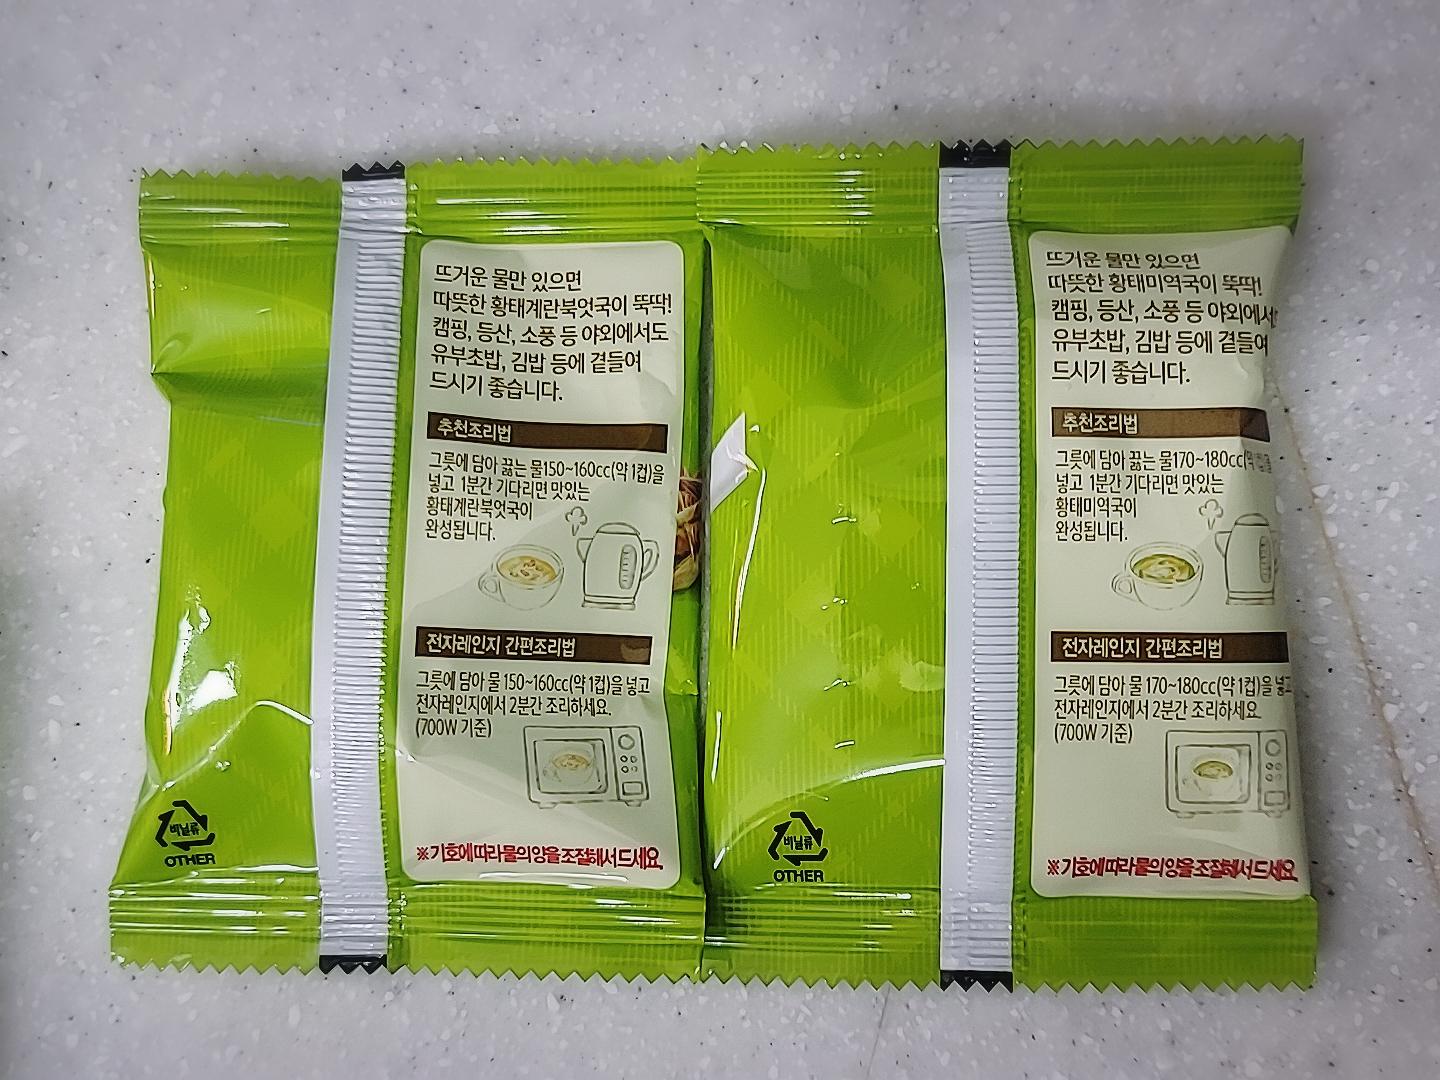 뜨거운 물만 있으면
따뜻한 황태계란북엇국이 뚝딱!
캠핑, 등산, 소풍 등 야외에서도
유부초밥, 김밥 등에 곁들여
드시기 좋습니다.
추천조리법
그릇에 담아 끓는 물150~160cc(약 1컵)을
넣고 1분간 기다리면 맛있는
황태계란북엇국이
완성됩니다.
전자레인지 간편조리법
그릇에 담아 물 150~160cc(약 1컵)을 넣고
전자레인지에서 2분간 조리하세요.
(700W 기준)
※ 기호에 따라 물의 양을 조절해서 드세요.
비닐류
OTHER
뜨거운 물만 있으면
따뜻한 황태미역국이 뚝딱!
캠핑, 등산, 소풍 등 야외에서
유부초밥, 김밥 등에 곁들여
드시기 좋습니다.
추천조리법
그릇에 담아 끓는 물170~180cc(약 1컵)을
넣고 1분간 기다리면 맛있는
황태미역국이
완성됩니다.
전자레인지 간편조리법
그릇에 담아 물 170~180cc(약 1컵)을 넣고
전자레인지에서 2분간 조리하세요.
(700W 기준)
※ 기호에 따라 물의 양을 조절해서 드세요.
비닐류
OTHER